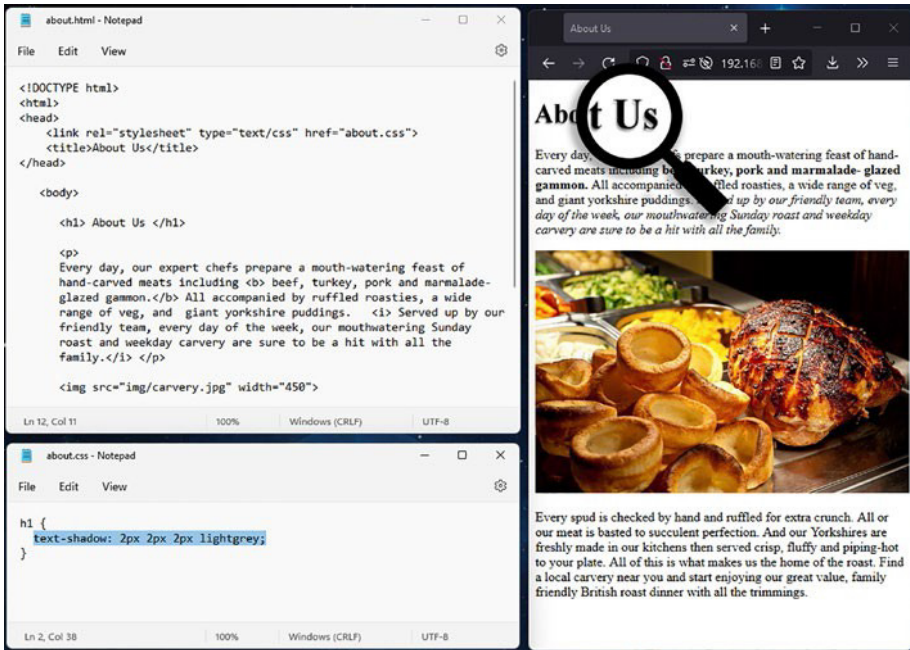 about.html - Notepad
File Edit View
<!DOCTYPE html>
<html>
<head>
<link rel="stylesheet" type="text/css" href="about.css">
<title>About Us</title>
</head>
<body>
<h1> About Us </h1>
<p>
Every day, our expert chefs prepare a mouth-watering feast of
hand-carved meats including <b> beef, turkey, pork and marmalade-
glazed gammon.</b> All accompanied by ruffled roasties, a wide
range of veg, and giant yorkshire puddings. <i> Served up by our
friendly team, every day of the week, our mouthwatering Sunday
roast and weekday carvery are sure to be a hit with all the
family.</i> </p>
<img src="img/carvery.jpg" width="450">
Ln 12, Col 11 100% Windows (CRLF) UTF-8
about.css - Notepad
File Edit View
h1 {
text-shadow: 2px 2px 2px lightgrey;
}
Ln 2, Col 38 100% Windows (CRLF) UTF-8
About Us
192.168
About Us
Every day, prepare a mouth-watering feast of hand-
carved meats including turkey, pork and marmalade- glazed
gammon. All accompanied ruffled roasties, a wide range of veg,
and giant yorkshire puddings. up by our friendly team, every
day of the week, our mouthwatering Sunday roast and weekday
carvery are sure to be a hit with all the family.
Every spud is checked by hand and ruffled for extra crunch. All or
our meat is basted to succulent perfection. And our Yorkshires are
freshly made in our kitchens then served crisp, fluffy and piping-hot
to your plate. All of this is what makes us the home of the roast. Find
a local carvery near you and start enjoying our great value, family
friendly British roast dinner with all the trimmings.